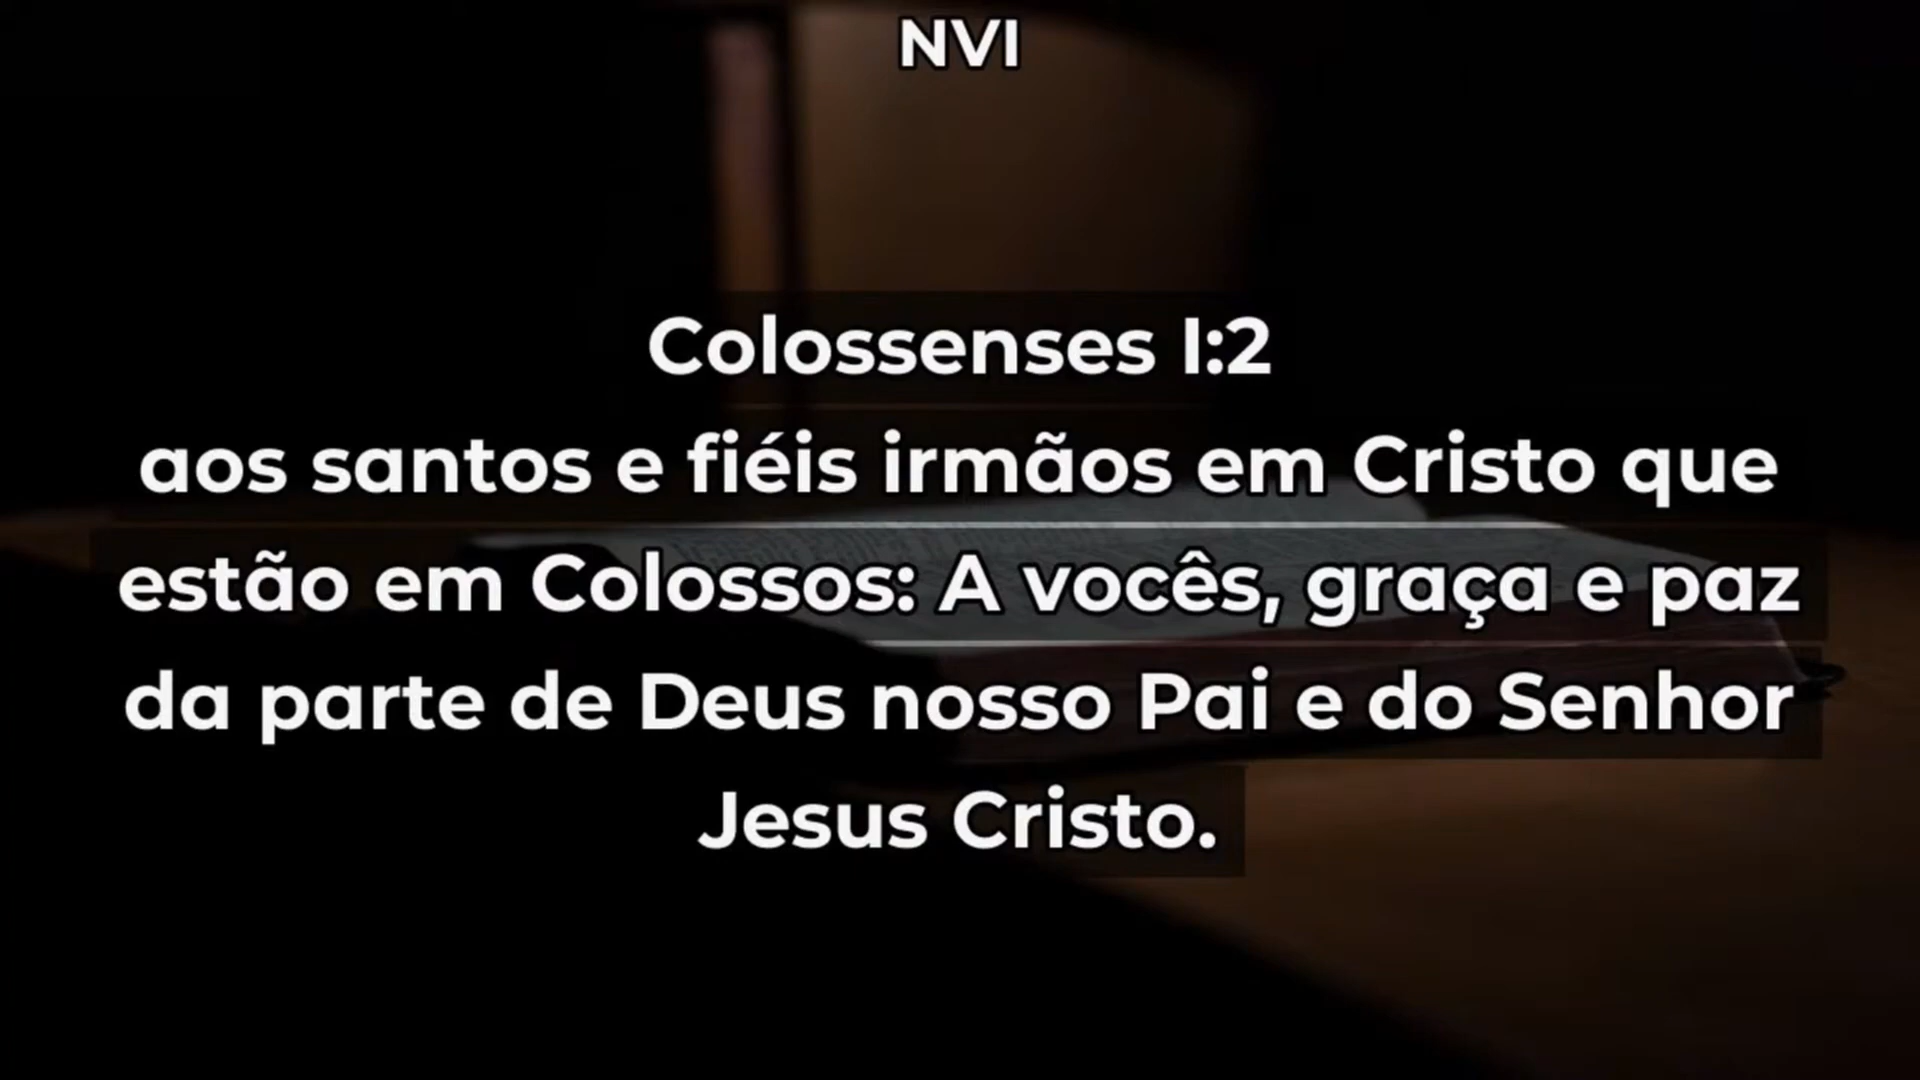 NVI
Colossenses 1:2
aos santos e fiéis irmãos em Cristo que
estão em Colossos: A vocês, graça e paz
da parte de Deus nosso Pai e do Senhor
Jesus Cristo.